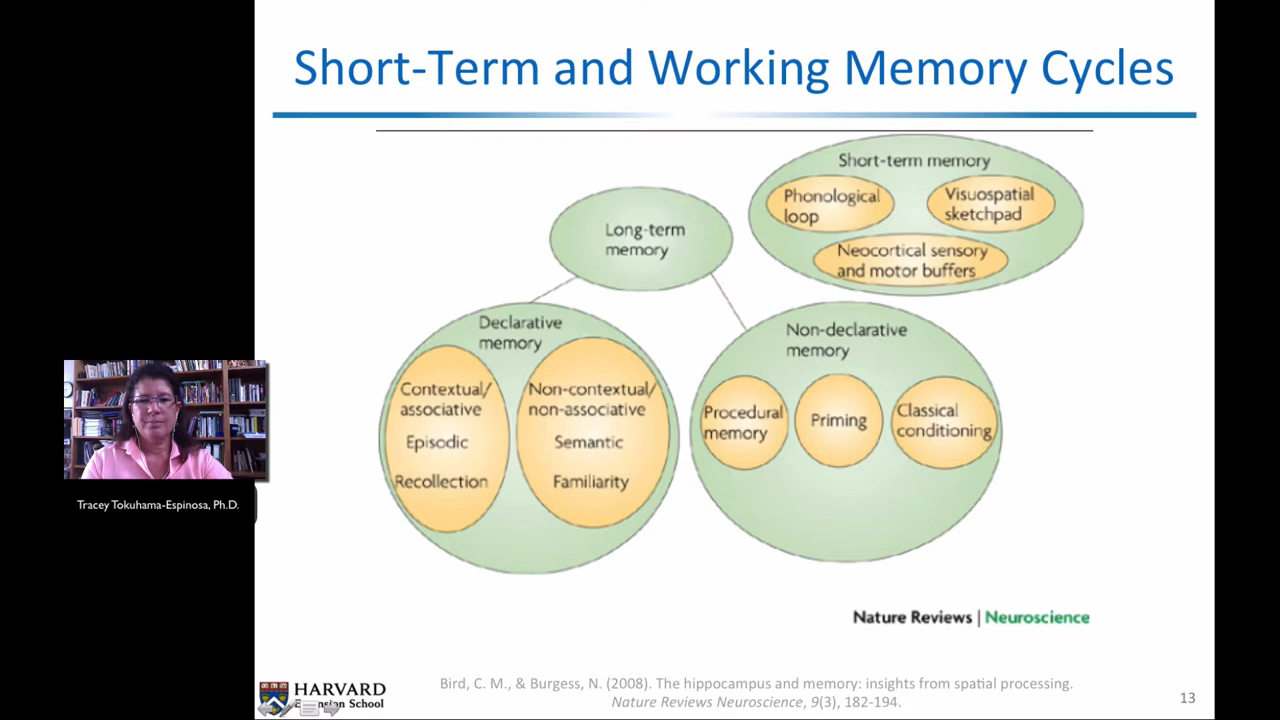 Short-Term and Working Memory Cycles
Short-term memory
Phonological
loop
Visuospatial
sketchpad
Neocortical sensory
and motor buffers
Long-term
memory
Declarative
memory
Contextual/
associative
Episodic
Recollection
Non-contextual/
non-associative
Semantic
Familiarity
Non-declarative
memory
Procedural
memory
Priming
Classical
conditioning
Tracey Tokuhama-Espinosa, Ph.D.
Nature Reviews | Neuroscience
HARVARD
Extension School
Bird, C. M., & Burgess, N. (2008). The hippocampus and memory: insights from spatial processing.
Nature Reviews Neuroscience, 9(3), 182-194.
13